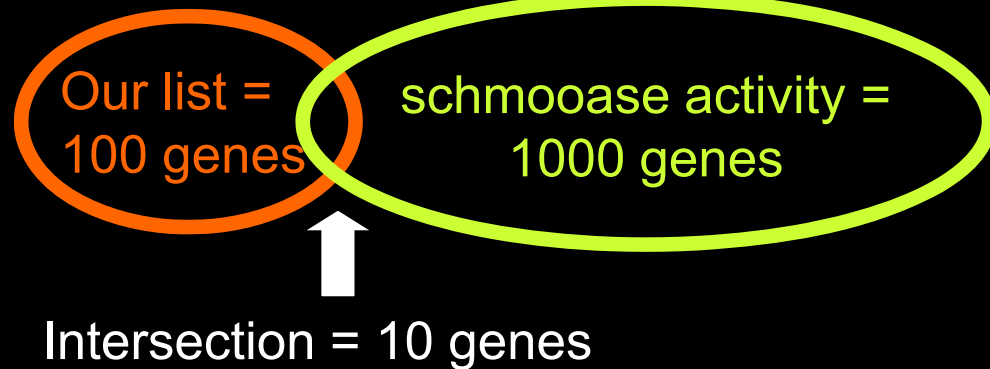 Our list =
100 genes
schmooase activity =
1000 genes
Intersection = 10 genes